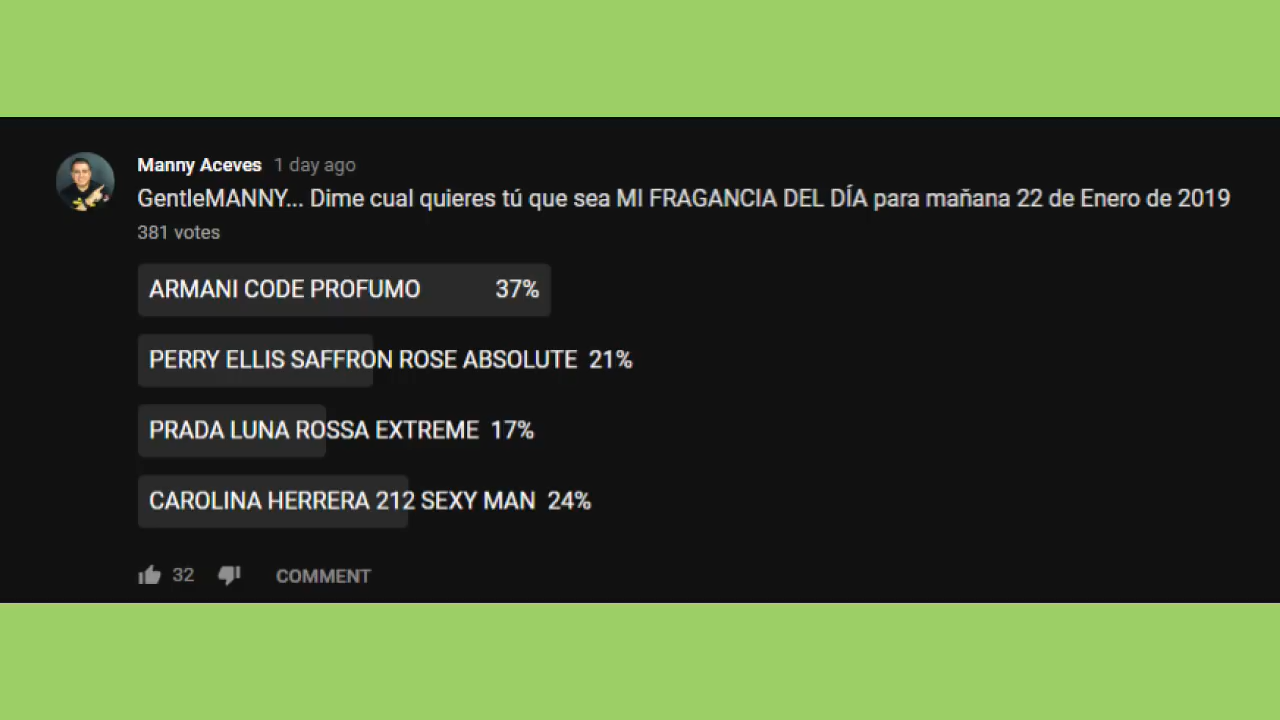 Manny Aceves 1 day ago
GentleMANNY... Dime cual quieres tú que sea MI FRAGANCIA DEL DÍA para mañana 22 de Enero de 2019
381 votes
ARMANI CODE PROFUMO 37%
PERRY ELLIS SAFFRON ROSE ABSOLUTE 21%
PRADA LUNA ROSSA EXTREME 17%
CAROLINA HERRERA 212 SEXY MAN 24%
32 COMMENT